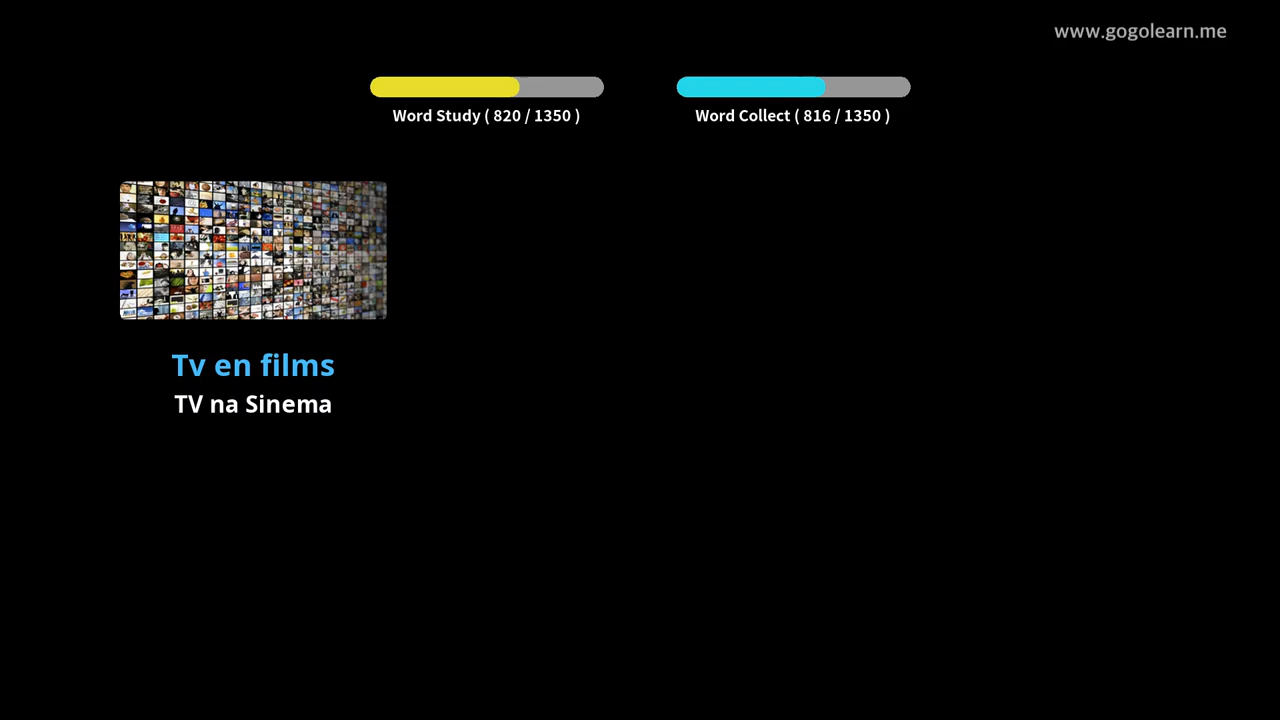 www.gogolearn.me
Word Study ( 820 / 1350 )
Word Collect ( 816 / 1350 )
Tv en films
TV na Sinema